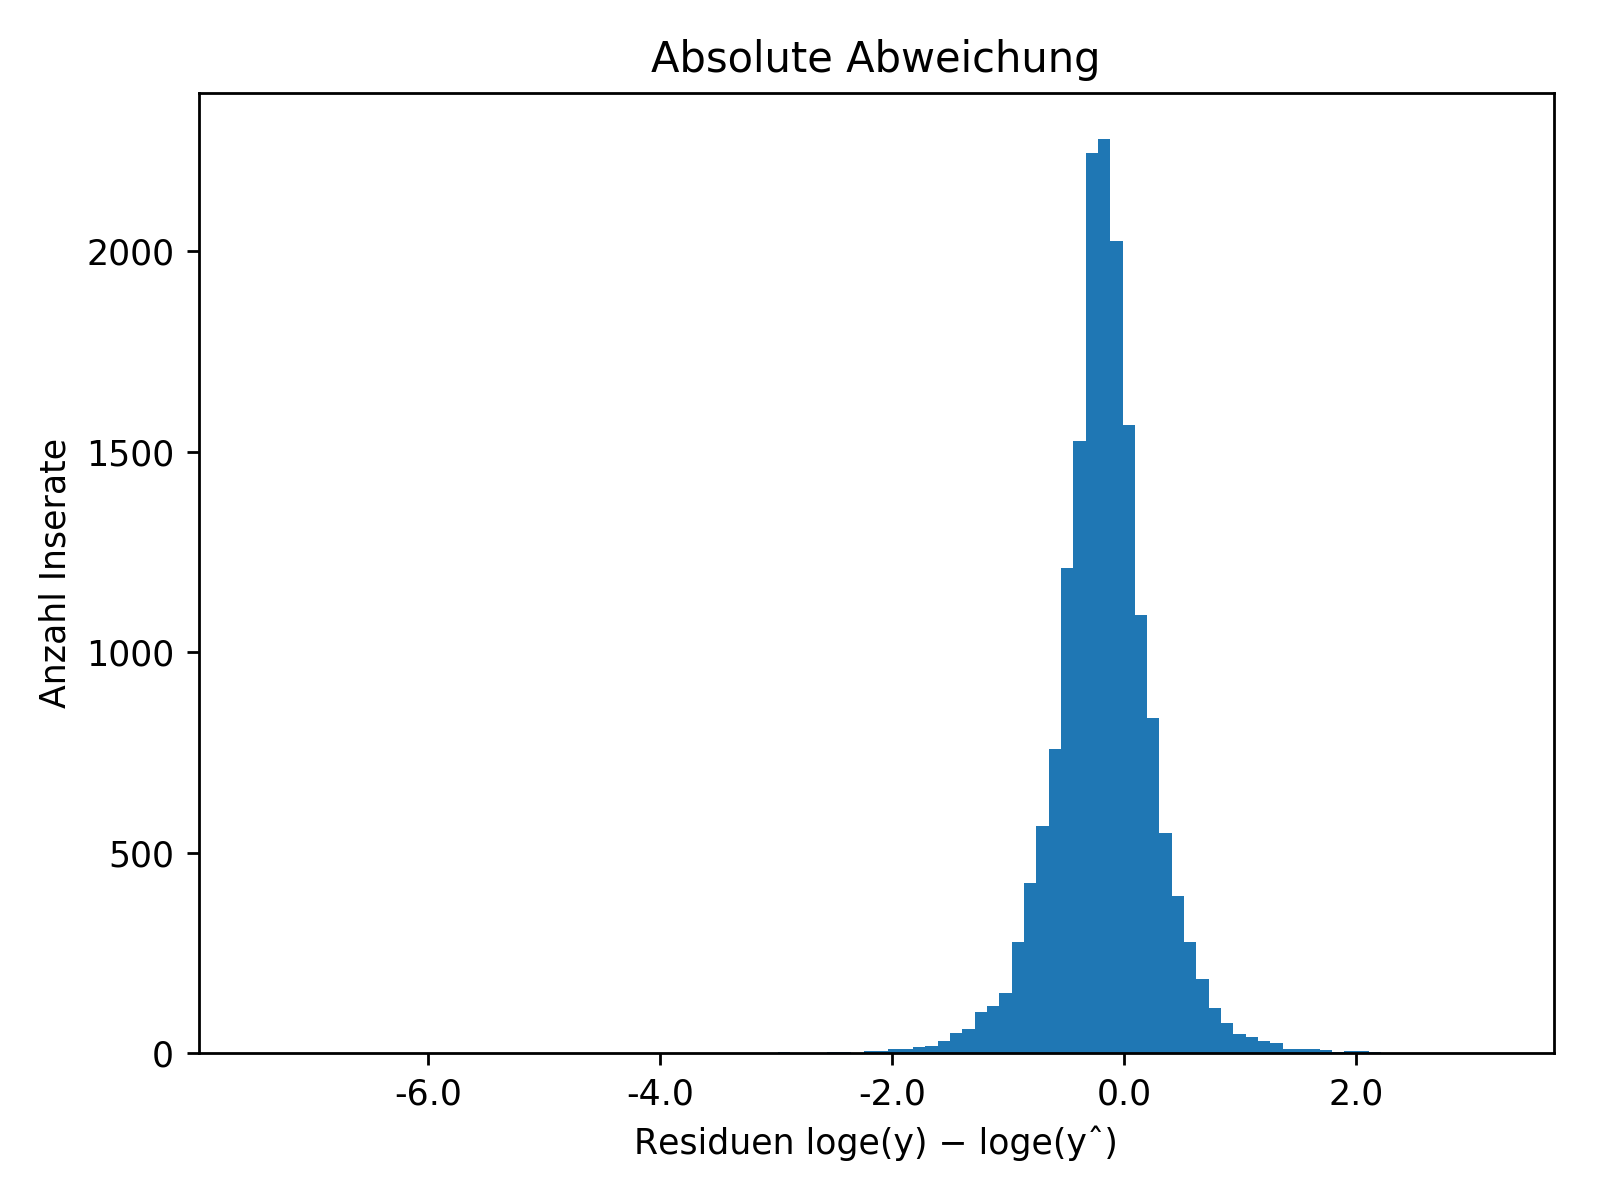 Absolute Abweichung
Anzahl Inserate
2000
1500
1000
500
0
-6.0 -4.0 -2.0 0.0 2.0
Residuen loge(y) − loge(yˆ)